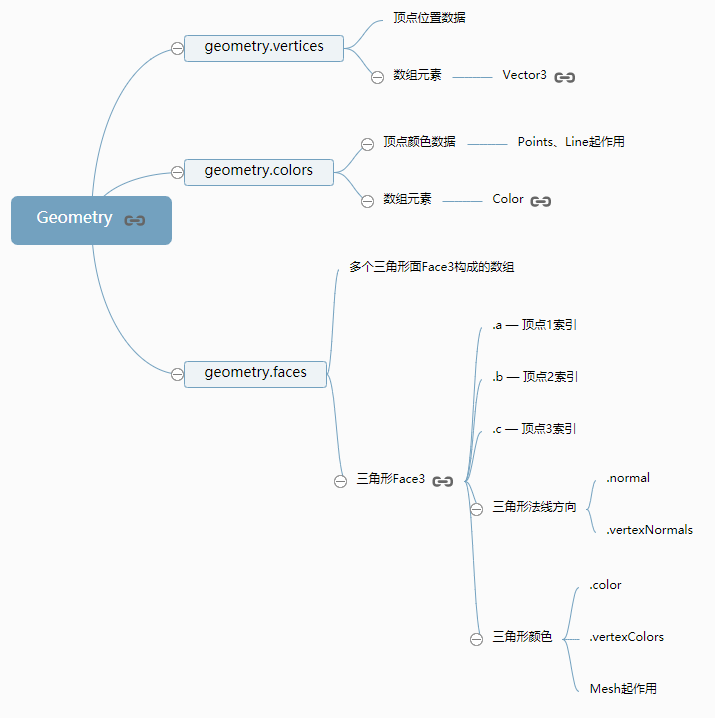 Geometry
geometry.vertices
顶点位置数据
数组元素
Vector3
geometry.colors
顶点颜色数据
Points、Line起作用
数组元素
Color
geometry.faces
多个三角形面Face3构成的数组
三角形Face3
.a — 顶点1索引
.b — 顶点2索引
.c — 顶点3索引
三角形法线方向
.normal
.vertexNormals
三角形颜色
.color
.vertexColors
Mesh起作用